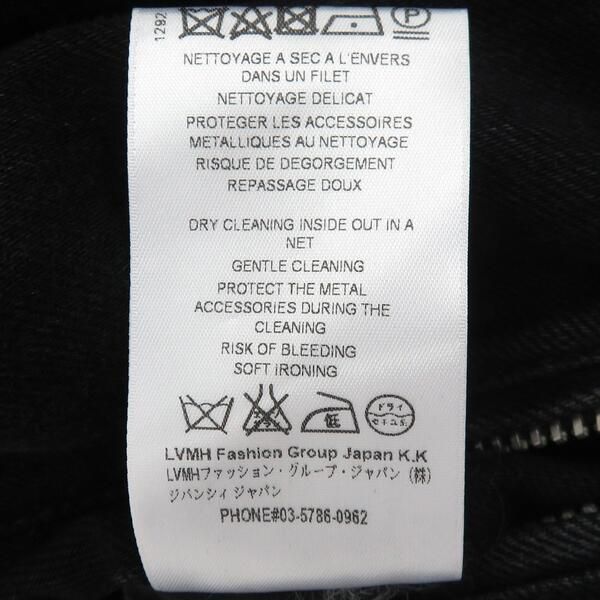 1292
P
NETTOYAGE A SEC A L'ENVERS
DANS UN FILET
NETTOYAGE DELICAT
PROTEGER LES ACCESSOIRES
METALLIQUES AU NETTOYAGE
RISQUE DE DEGORGEMENT
REPASSAGE DOUX
DRY CLEANING INSIDE OUT IN A
NET
GENTLE CLEANING
PROTECT THE METAL
ACCESSORIES DURING THE
CLEANING
RISK OF BLEEDING
SOFT IRONING
低 ドライ
セキユ系
LVMH Fashion Group Japan K.K
LVMHファッション・グループ・ジャパン（株）
ジバンシィ ジャパン
PHONE#03-5786-0962